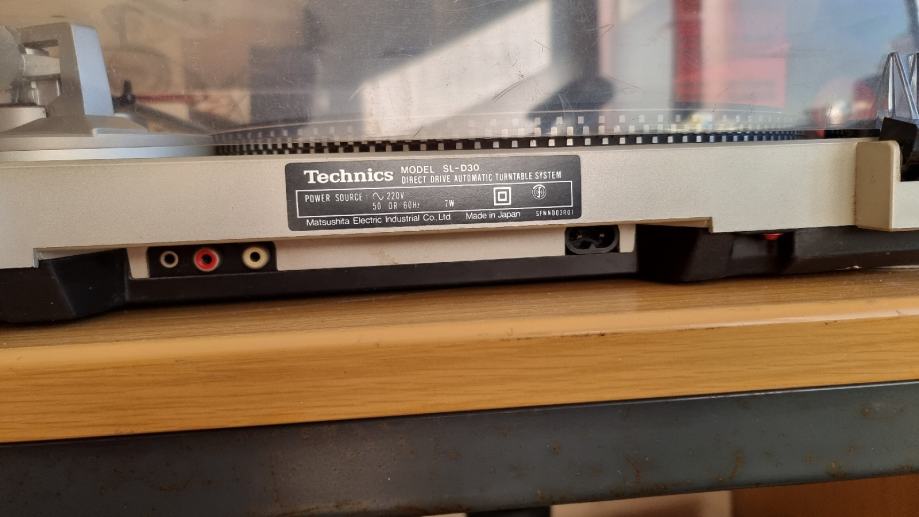 Technics MODEL SL-D30
DIRECT DRIVE AUTOMATIC TURNTABLE SYSTEM
POWER SOURCE: ∿ 220V
50 OR 60Hz 7W
Matsushita Electric Industrial Co., Ltd. Made in Japan SFNND03R01